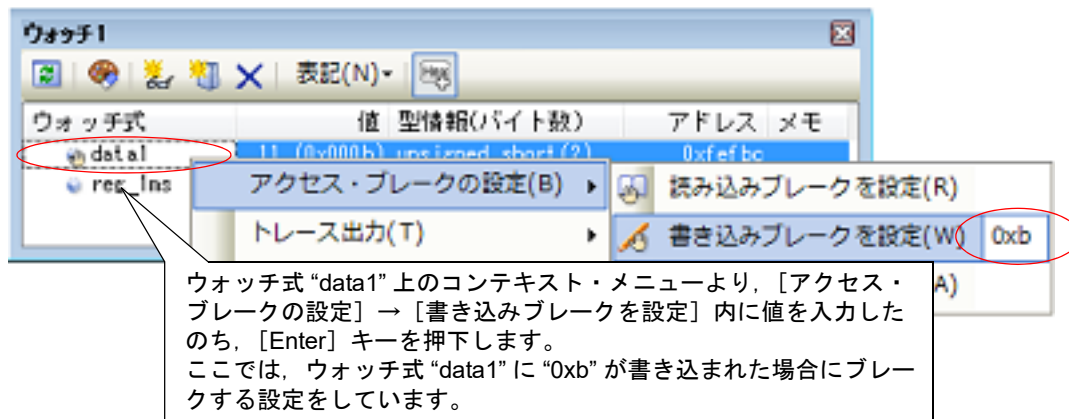 ウォッチ1
表記(N)
Hex
ウォッチ式 値 型情報(バイト数) アドレス メモ
data1 11 (0x000b) unsigned short(2) 0xfefbc
reg_Ins
アクセス・ブレークの設定(B)
読み込みブレークを設定(R)
トレース出力(T)
書き込みブレークを設定(W) 0xb
A)
ウォッチ式 “data1” 上のコンテキスト・メニューより,［アクセス・
ブレークの設定］→［書き込みブレークを設定］内に値を入力した
のち,［Enter］キーを押下します。
ここでは, ウォッチ式 “data1” に “0xb” が書き込まれた場合にブレー
クする設定をしています。